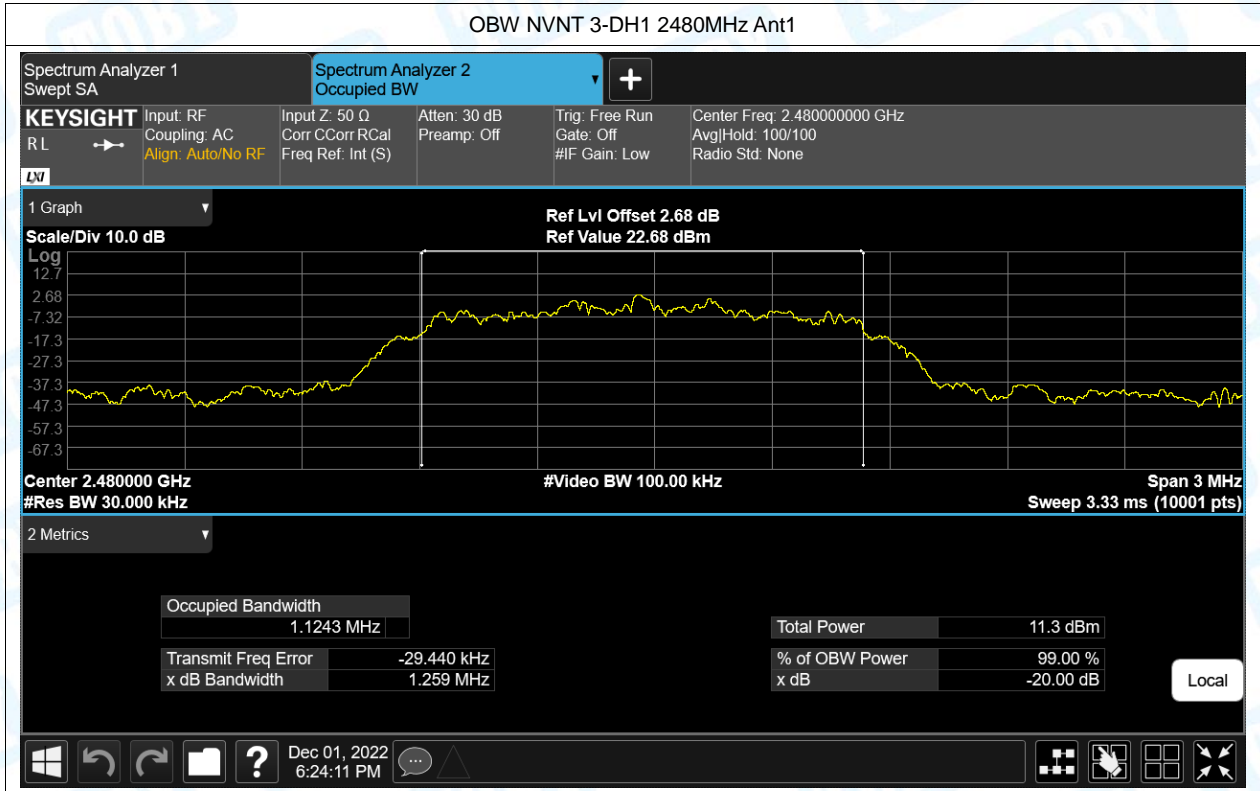 OBW NVNT 3-DH1 2480MHz Ant1
Spectrum Analyzer 1
Swept SA
Spectrum Analyzer 2
Occupied BW
+
KEYSIGHT
R L
LXI
Input: RF
Coupling: AC
Align: Auto/No RF
Input Z: 50 Ω
Corr CCorr RCal
Freq Ref: Int (S)
Atten: 30 dB
Preamp: Off
Trig: Free Run
Gate: Off
#IF Gain: Low
Center Freq: 2.480000000 GHz
Avg|Hold: 100/100
Radio Std: None
1 Graph
Ref Lvl Offset 2.68 dB
Scale/Div 10.0 dB
Ref Value 22.68 dBm
Log
12.7
2.68
-7.32
-17.3
-27.3
-37.3
-47.3
-57.3
-67.3
Center 2.480000 GHz
#Video BW 100.00 kHz
Span 3 MHz
#Res BW 30.000 kHz
Sweep 3.33 ms (10001 pts)
2 Metrics
Occupied Bandwidth
1.1243 MHz
Total Power 11.3 dBm
Transmit Freq Error -29.440 kHz
% of OBW Power 99.00 %
x dB Bandwidth 1.259 MHz
x dB -20.00 dB
Local
?
Dec 01, 2022
6:24:11 PM
TOBY